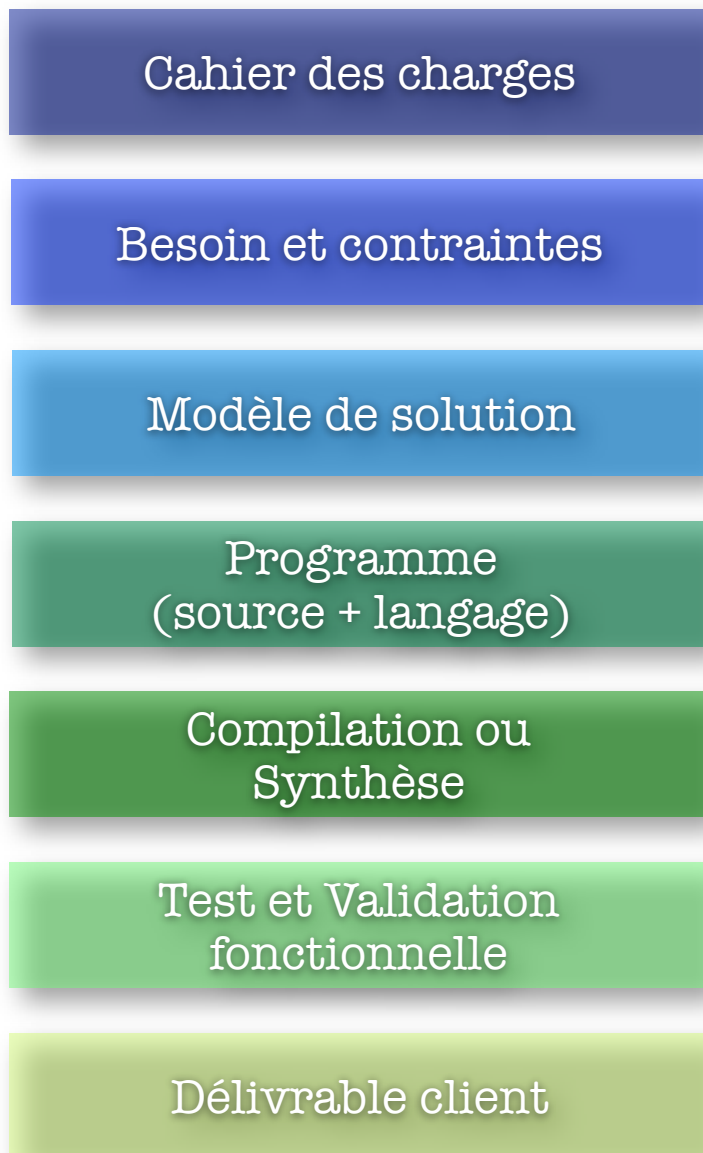 Cahier des charges
Besoin et contraintes
Modèle de solution
Programme
(source + langage)
Compilation ou
Synthèse
Test et Validation
fonctionnelle
Délivrable client